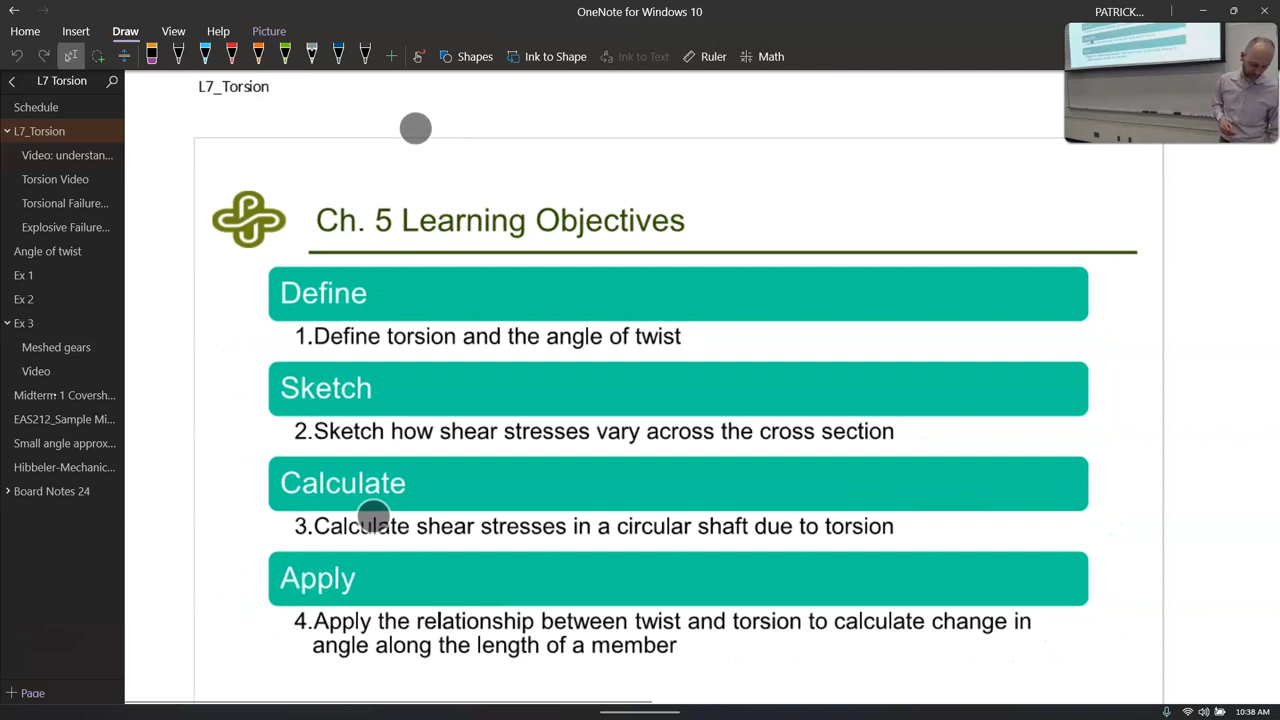 OneNote for Windows 10
PATRICK...
Home
Insert
Draw
View
Help
Picture
Shapes
Ink to Shape
Ink to Text
Ruler
Math
L7 Torsion
Schedule
L7_Torsion
Video: understan...
Torsion Video
Torsional Failure...
Explosive Failure...
Angle of twist
Ex 1
Ex 2
Ex 3
Meshed gears
Video
Midterm 1 Coversh...
EAS212_Sample Mi...
Small angle approx...
Hibbeler-Mechanic...
Board Notes 24
Page
L7_Torsion
Ch. 5 Learning Objectives
Define
1.Define torsion and the angle of twist
Sketch
2.Sketch how shear stresses vary across the cross section
Calculate
3.Calculate shear stresses in a circular shaft due to torsion
Apply
4.Apply the relationship between twist and torsion to calculate change in
angle along the length of a member
10:38 AM